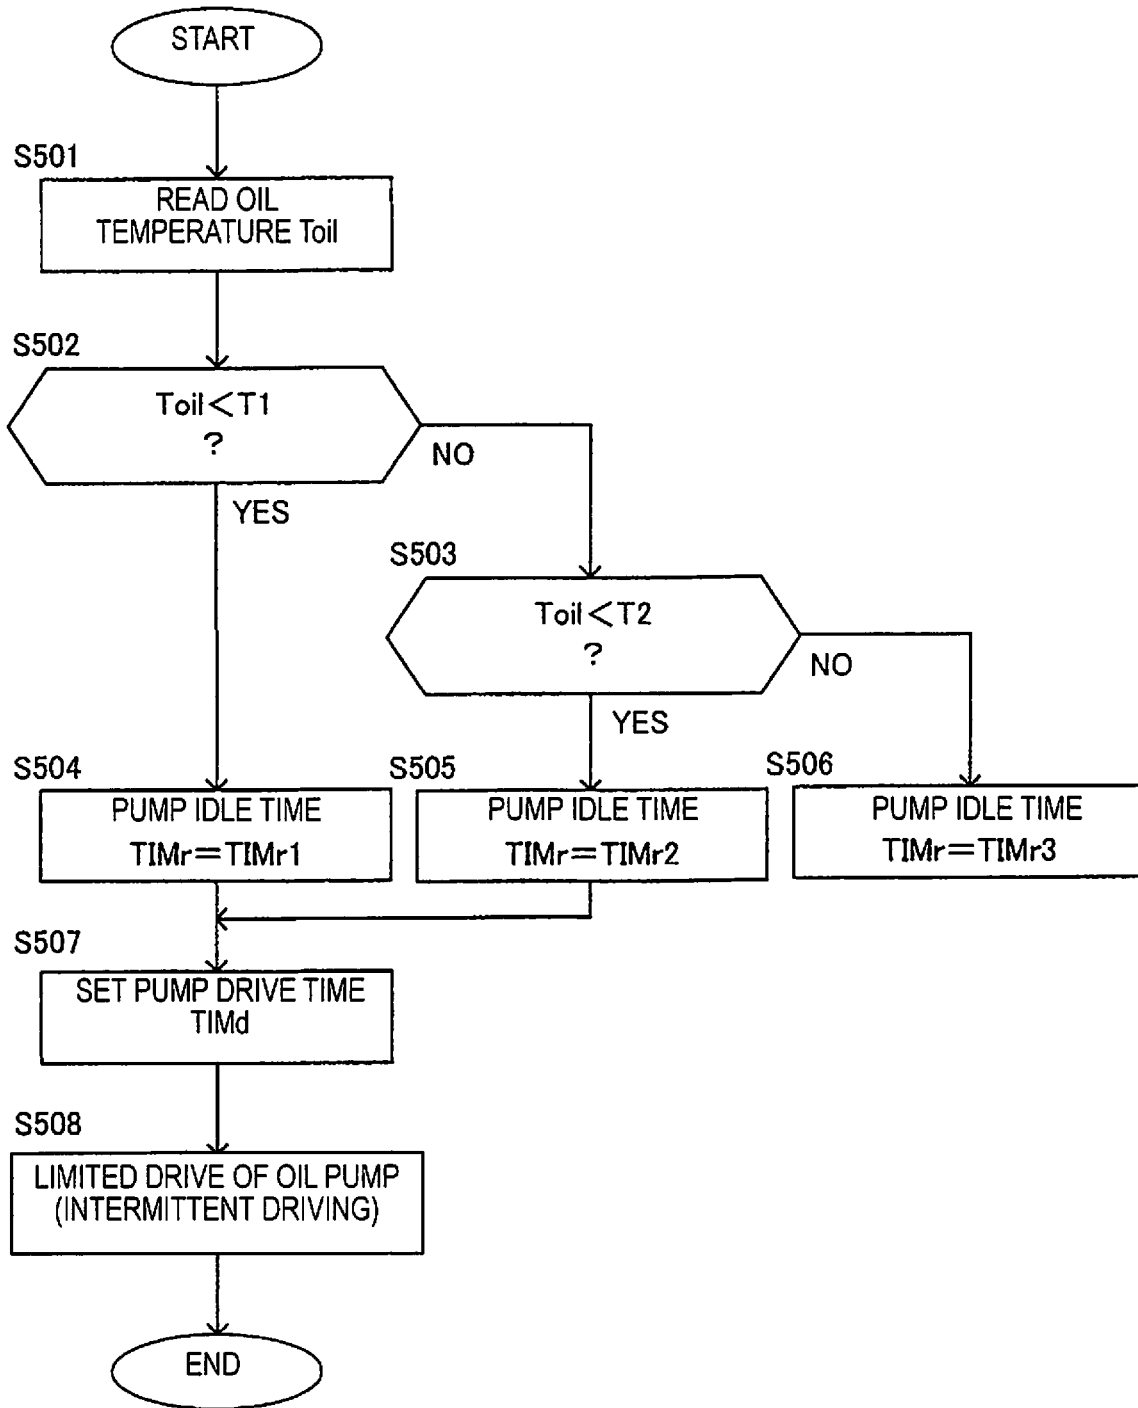 START
S501
READ OIL
TEMPERATURE Toil
S502
Toil<T1
?
NO
YES
S503
Toil<T2
?
NO
YES
S504
PUMP IDLE TIME
TIMr=TIMr1
S505
PUMP IDLE TIME
TIMr=TIMr2
S506
PUMP IDLE TIME
TIMr=TIMr3
S507
SET PUMP DRIVE TIME
TIMd
S508
LIMITED DRIVE OF OIL PUMP
(INTERMITTENT DRIVING)
END